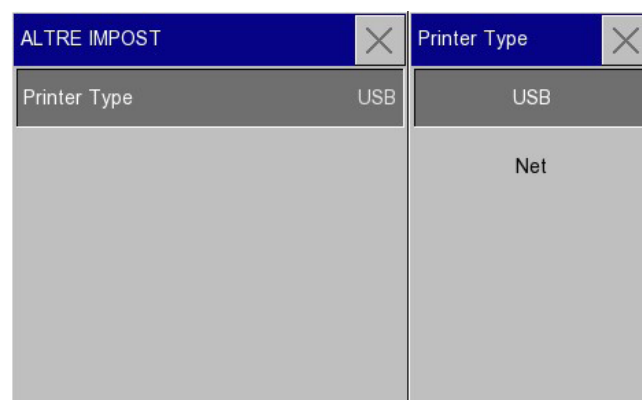 ALTRE IMPOST
Printer Type USB
Printer Type
USB
Net